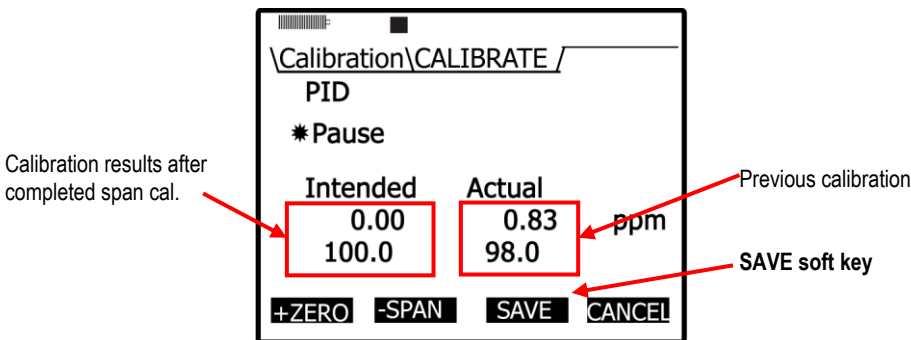 \Calibration\CALIBRATE /
PID
✷Pause
Calibration results after
completed span cal.
Intended Actual
Previous calibration
0.00 0.83 ppm
100.0 98.0
SAVE soft key
+ZERO -SPAN SAVE CANCEL